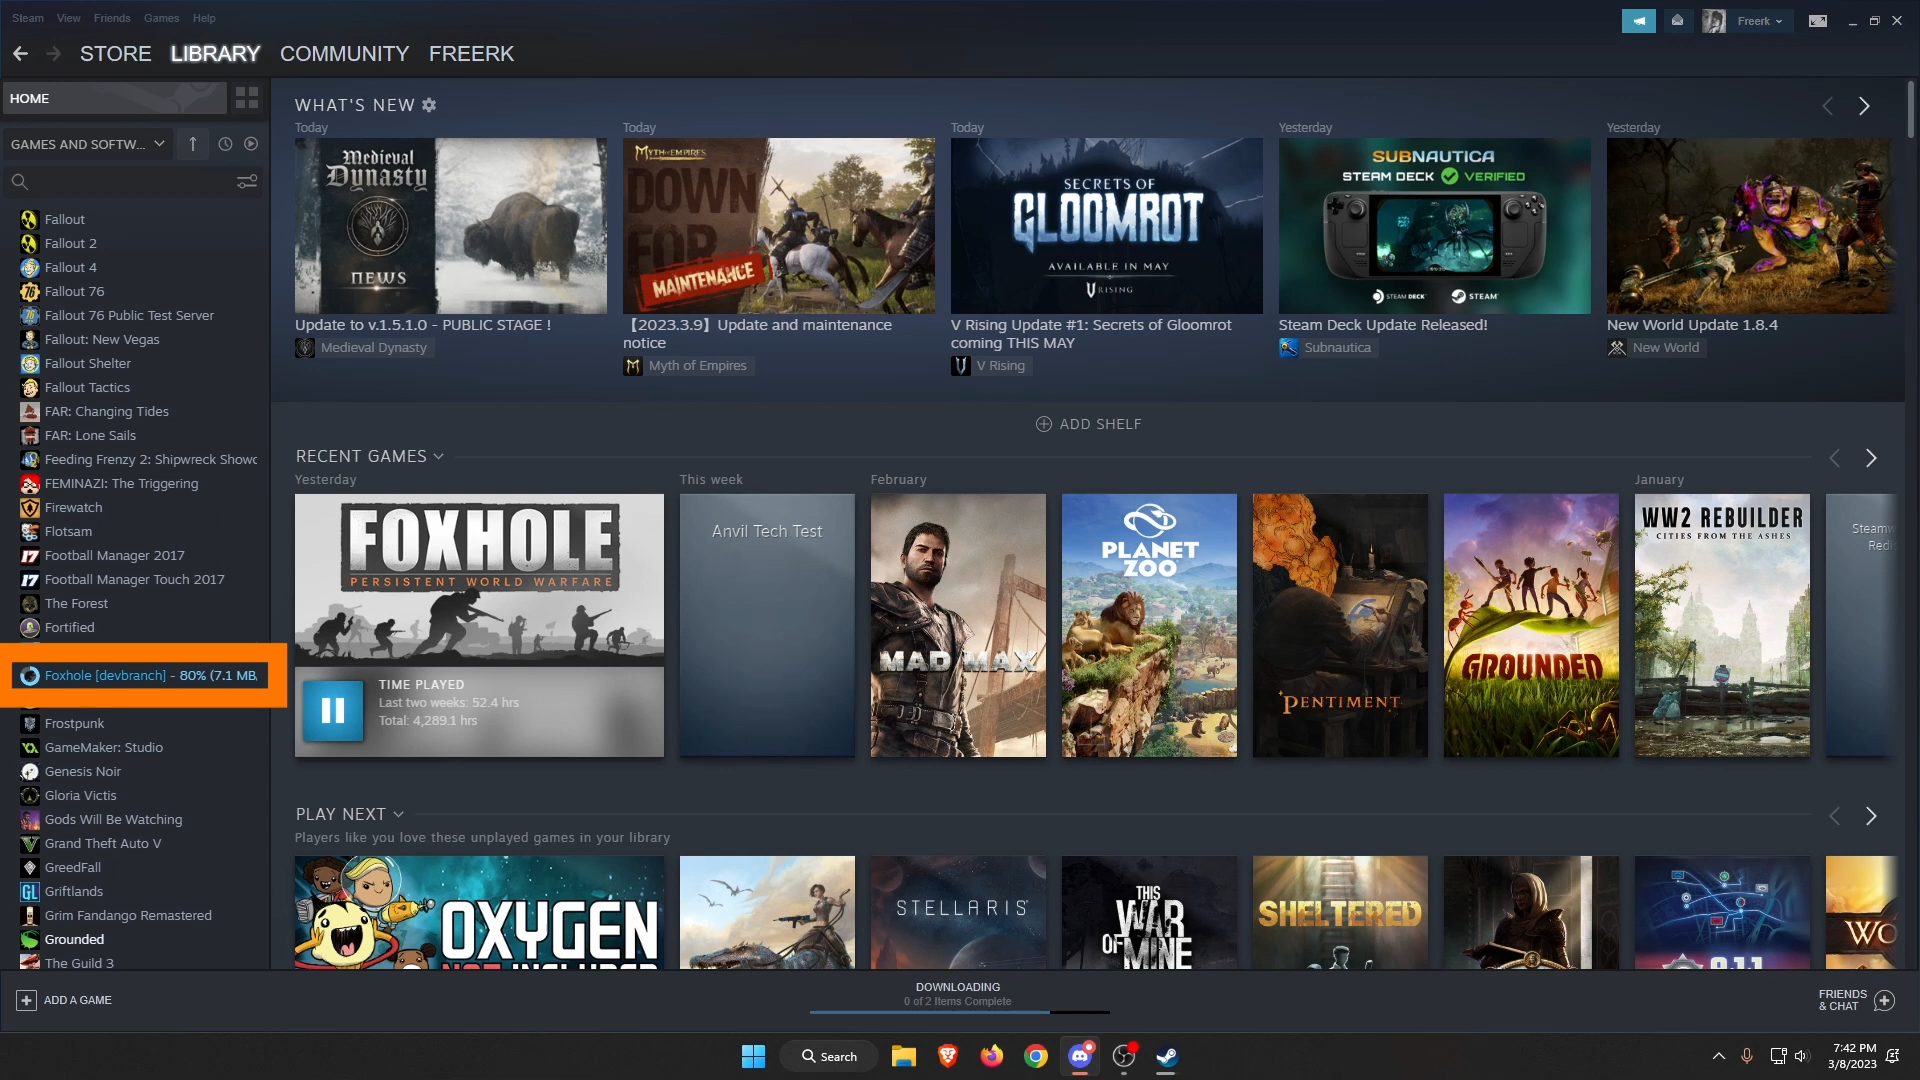 Steam View Friends Games Help
Freerk
STORE LIBRARY COMMUNITY FREERK
HOME
GAMES AND SOFTW...
Fallout
Fallout 2
Fallout 4
Fallout 76
Fallout 76 Public Test Server
Fallout: New Vegas
Fallout Shelter
Fallout Tactics
FAR: Changing Tides
FAR: Lone Sails
Feeding Frenzy 2: Shipwreck Showc
FEMINAZI: The Triggering
Firewatch
Flotsam
Football Manager 2017
Football Manager Touch 2017
The Forest
Fortified
Foxhole [devbranch] - 80% (7.1 MB
Frostpunk
GameMaker: Studio
Genesis Noir
Gloria Victis
Gods Will Be Watching
Grand Theft Auto V
GreedFall
Griftlands
Grim Fandango Remastered
Grounded
The Guild 3
WHAT'S NEW
Today
Medieval
Dynasty
NEWS
Update to v.1.5.1.0 - PUBLIC STAGE !
Medieval Dynasty
Today
MYTH OF EMPIRES
DOWN
FOR
MAINTENANCE
【2023.3.9】Update and maintenance
notice
Myth of Empires
Today
SECRETS OF
GLOOMROT
AVAILABLE IN MAY
V RISING
V Rising Update #1: Secrets of Gloomrot
coming THIS MAY
V Rising
Yesterday
SUBNAUTICA
STEAM DECK VERIFIED
STEAM DECK STEAM
Steam Deck Update Released!
Subnautica
Yesterday
New World Update 1.8.4
New World
ADD SHELF
RECENT GAMES
Yesterday
FOXHOLE
PERSISTENT WORLD WARFARE
TIME PLAYED
Last two weeks: 52.4 hrs
Total: 4,289.1 hrs
This week
Anvil Tech Test
February
MAD MAX
PLANET
ZOO
PENTIMENT
GROUNDED
January
WW2 REBUILDER
CITIES FROM THE ASHES
Steamw
Redis
PLAY NEXT
Players like you love these unplayed games in your library
OXYGEN
NOT INCLUDED
STELLARIS
THIS
WAR
OF MINE
SHELTERED
9.1.1
WO
ADD A GAME
DOWNLOADING
0 of 2 Items Complete
FRIENDS
& CHAT
Search
7:42 PM
3/8/2023